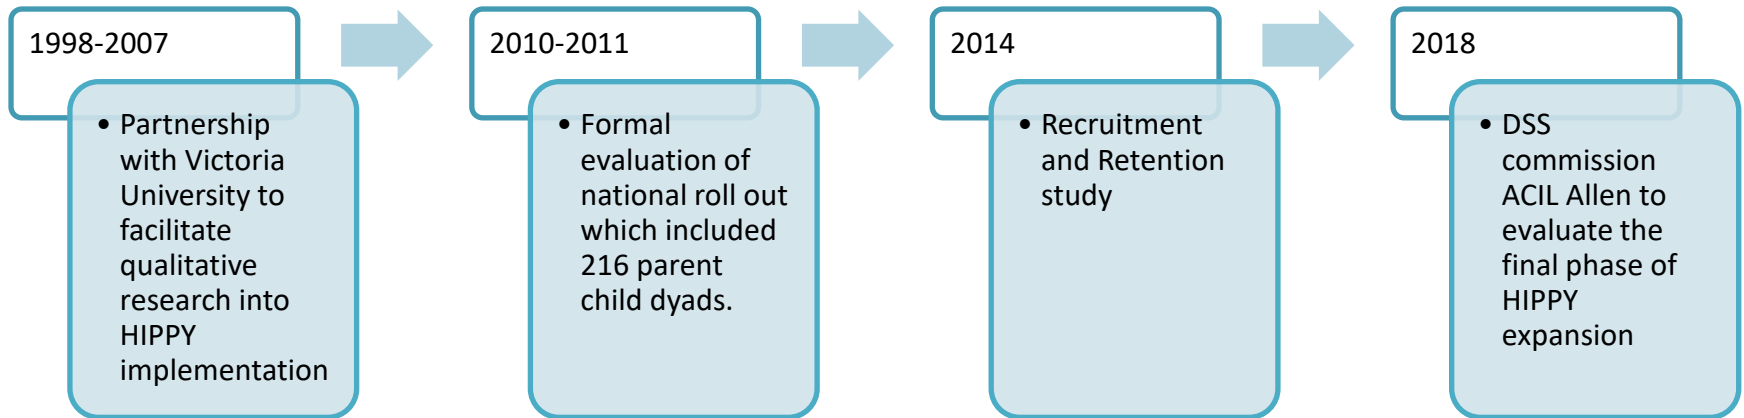 1998-2007
• Partnership
with Victoria
University to
facilitate
qualitative
research into
HIPPY
implementation
2010-2011
• Formal
evaluation of
national roll out
which included
216 parent
child dyads.
2014
• Recruitment
and Retention
study
2018
• DSS
commission
ACIL Allen to
evaluate the
final phase of
HIPPY
expansion